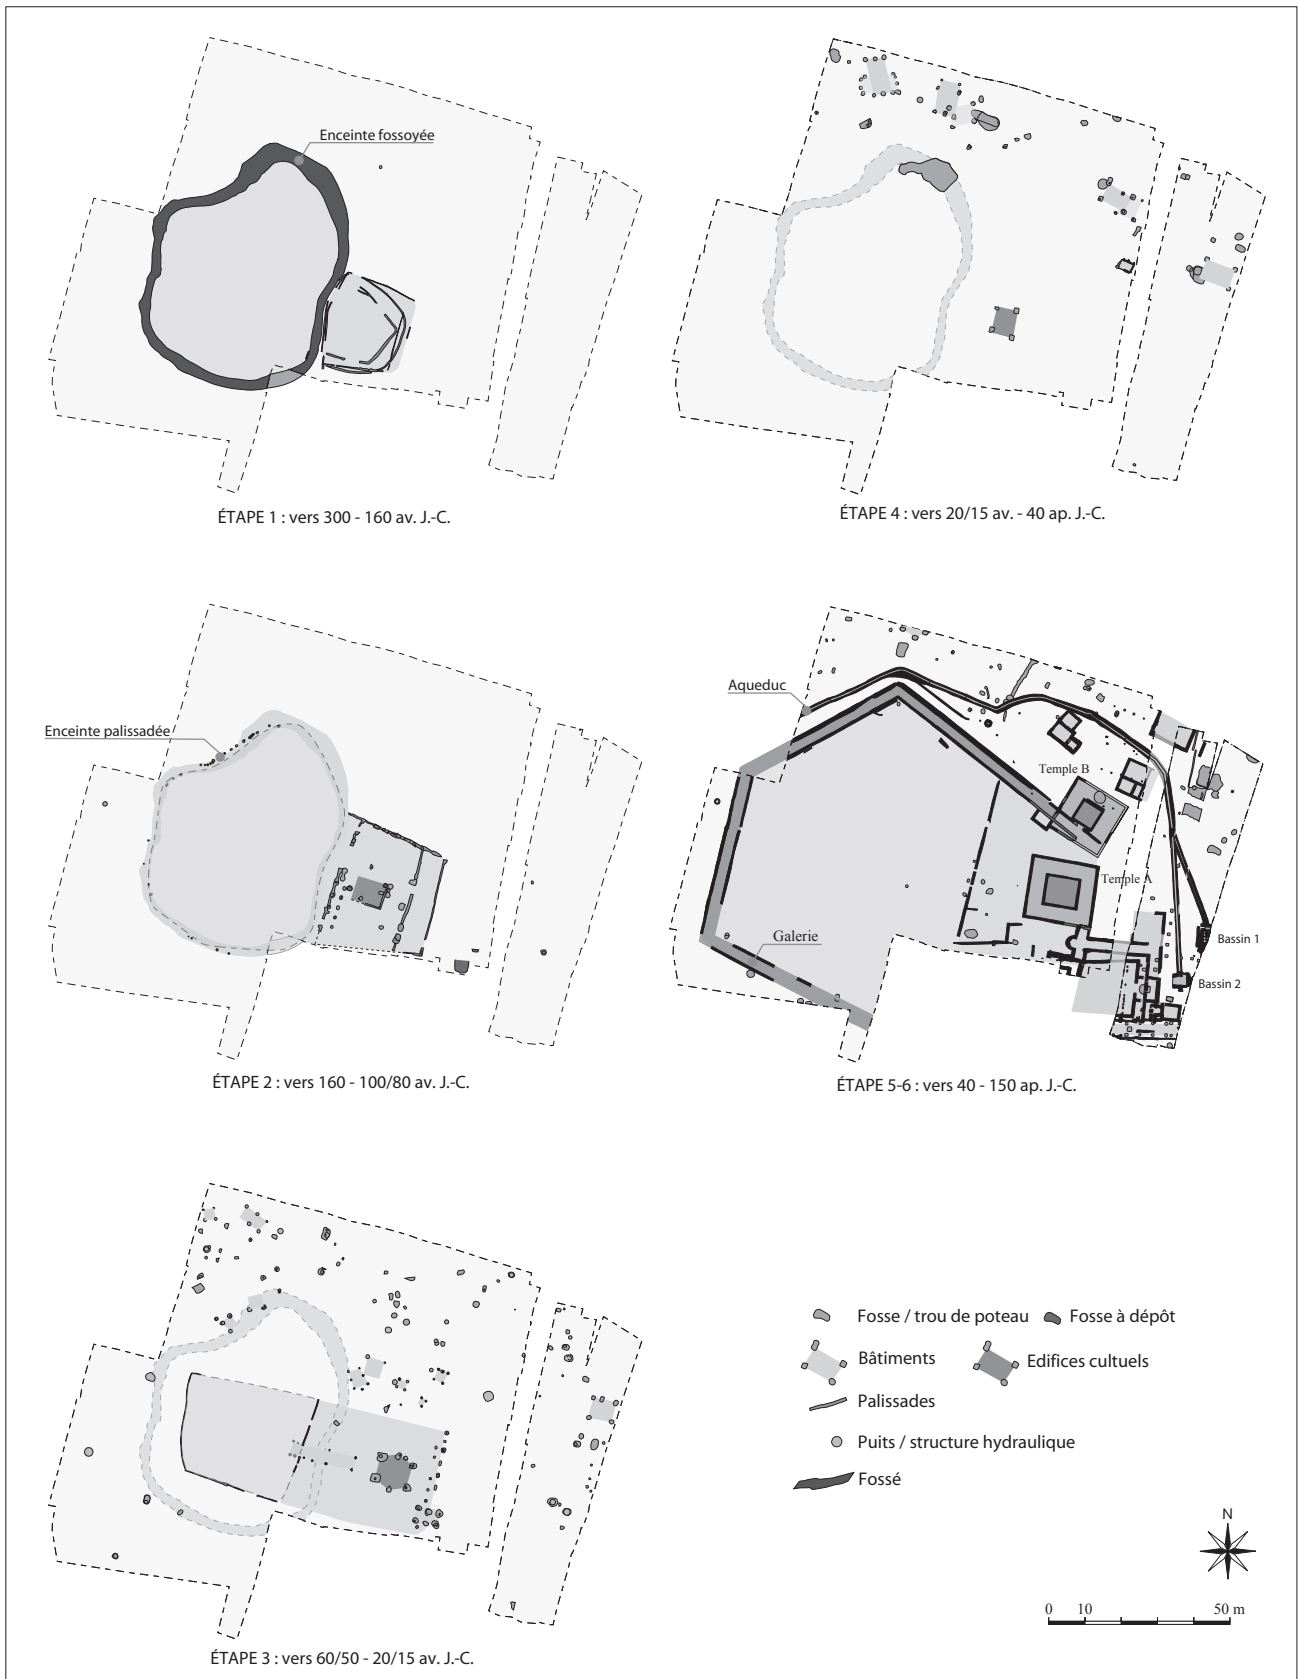 Enceinte fossoyée
ÉTAPE 1 : vers 300 - 160 av. J.-C.
ÉTAPE 4 : vers 20/15 av. - 40 ap. J.-C.
Enceinte palissadée
ÉTAPE 2 : vers 160 - 100/80 av. J.-C.
Aqueduc
Temple B
Temple A
Galerie
Bassin 1
Bassin 2
ÉTAPE 5-6 : vers 40 - 150 ap. J.-C.
ÉTAPE 3 : vers 60/50 - 20/15 av. J.-C.
Fosse / trou de poteau
Fosse à dépôt
Bâtiments
Edifices cultuels
Palissades
Puits / structure hydraulique
Fossé
N
0 10 50 m